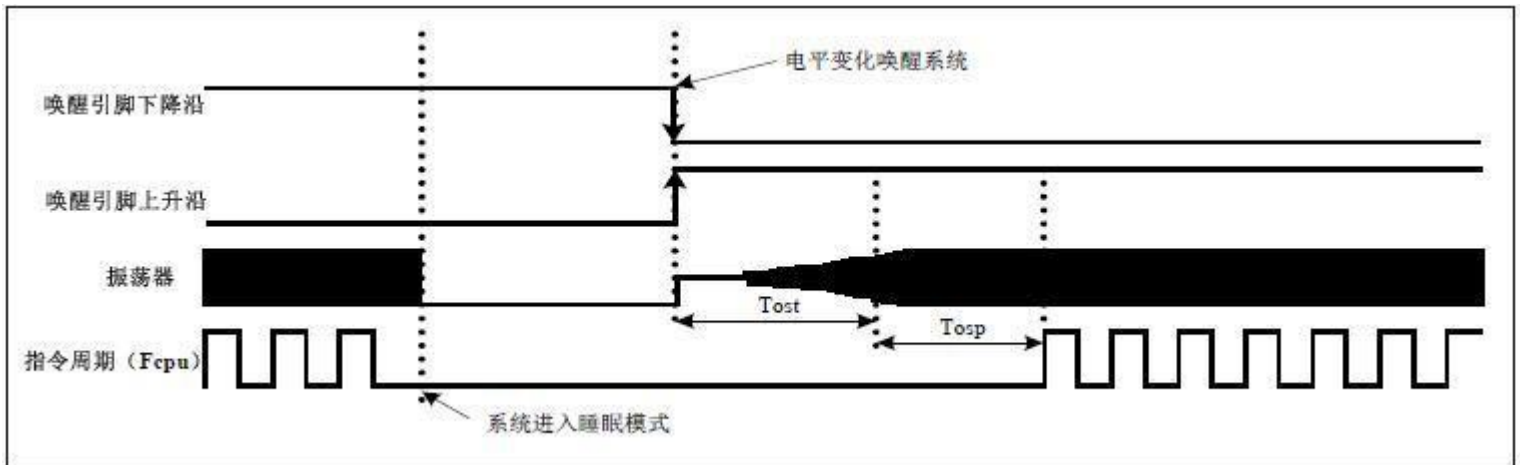 电平变化唤醒系统
唤醒引脚下降沿
唤醒引脚上升沿
振荡器
Tost
Tosp
指令周期（Fcpu）
系统进入睡眠模式